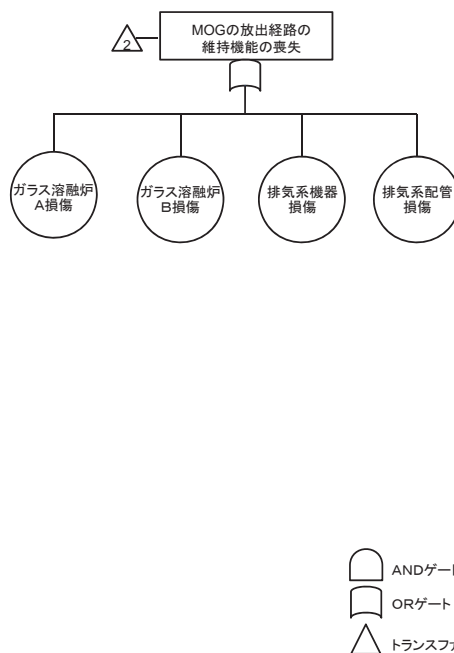 MOGの放出経路の
維持機能の喪失
2
ガラス溶融炉
A損傷
ガラス溶融炉
B損傷
排気系機器
損傷
排気系配管
損傷
ANDゲート
ORゲート
トランスファ